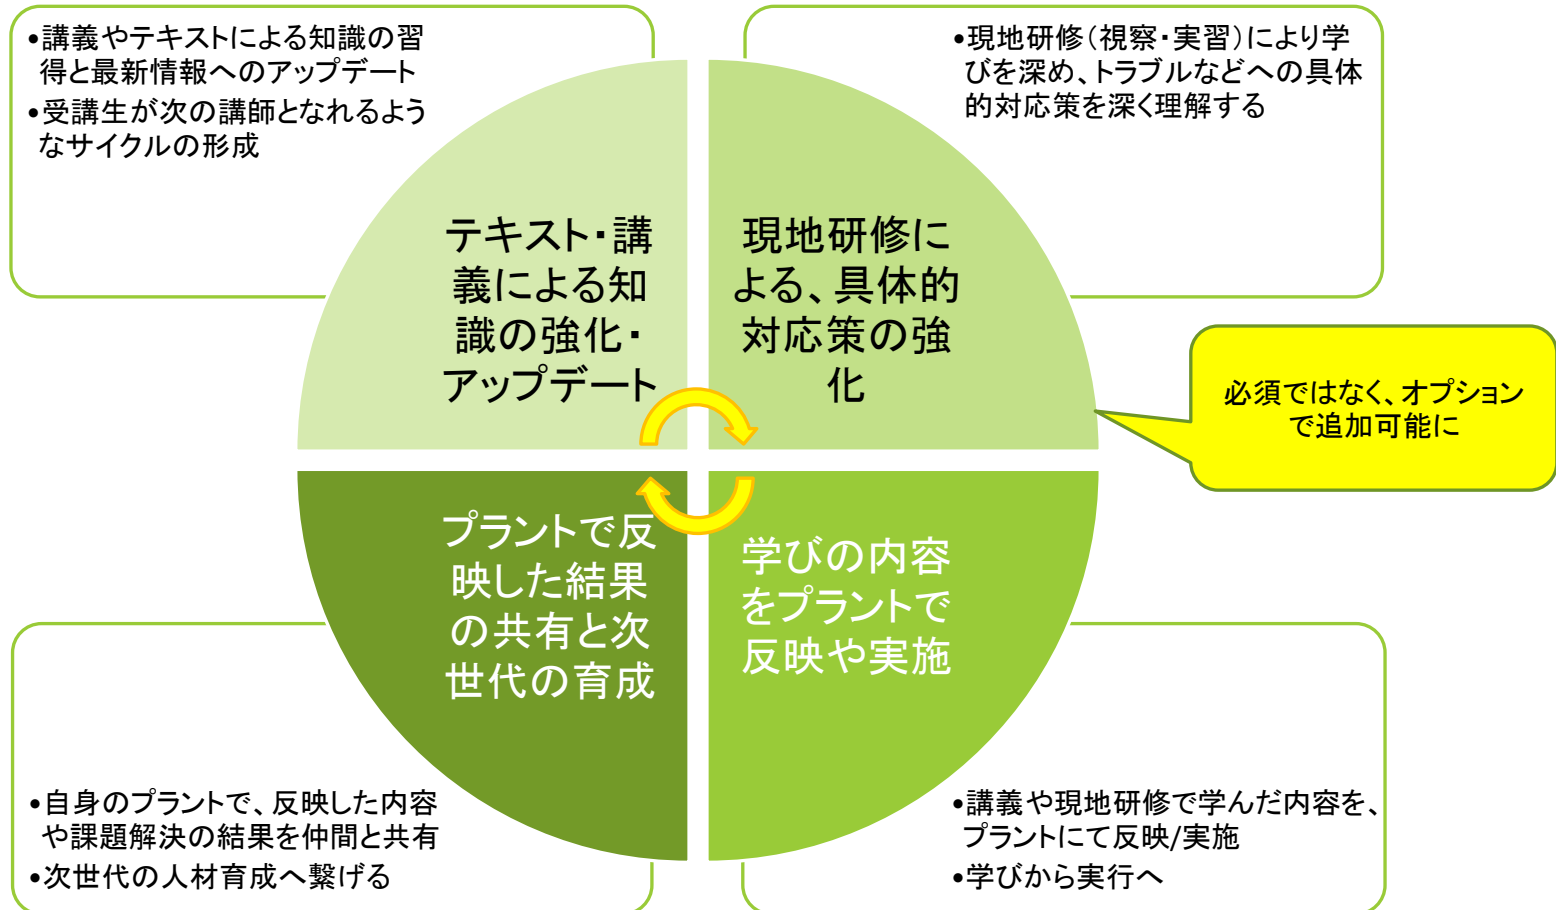 •講義やテキストによる知識の習
得と最新情報へのアップデート
•受講生が次の講師となれるよう
なサイクルの形成
•現地研修（視察・実習）により学
びを深め、トラブルなどへの具体
的対応策を深く理解する
テキスト・講
義による知
識の強化・
アップデート
現地研修に
よる、具体的
対応策の強
化
必須ではなく、オプション
で追加可能に
プラントで反
映した結果
の共有と次
世代の育成
学びの内容
をプラントで
反映や実施
•自身のプラントで、反映した内容
や課題解決の結果を仲間と共有
•次世代の人材育成へ繋げる
•講義や現地研修で学んだ内容を、
プラントにて反映/実施
•学びから実行へ